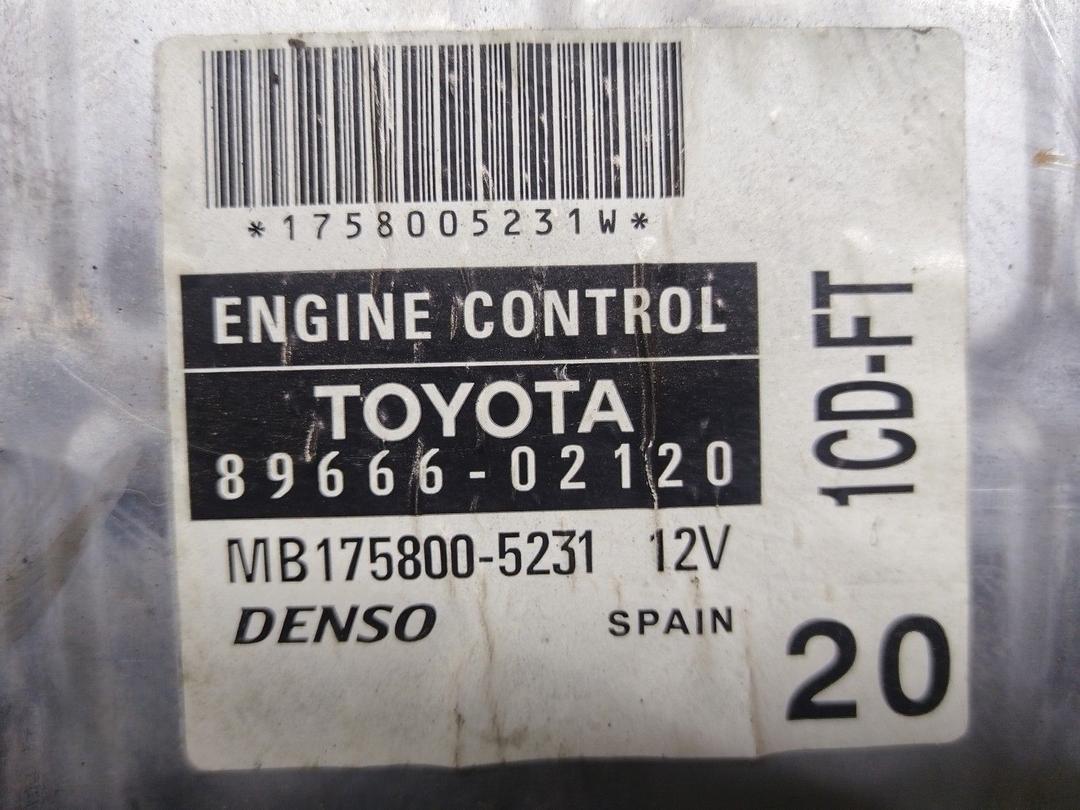 *1758005231W*
ENGINE CONTROL
TOYOTA
89666-02120
MB175800-5231 12V
DENSO SPAIN
1CD-FT
20